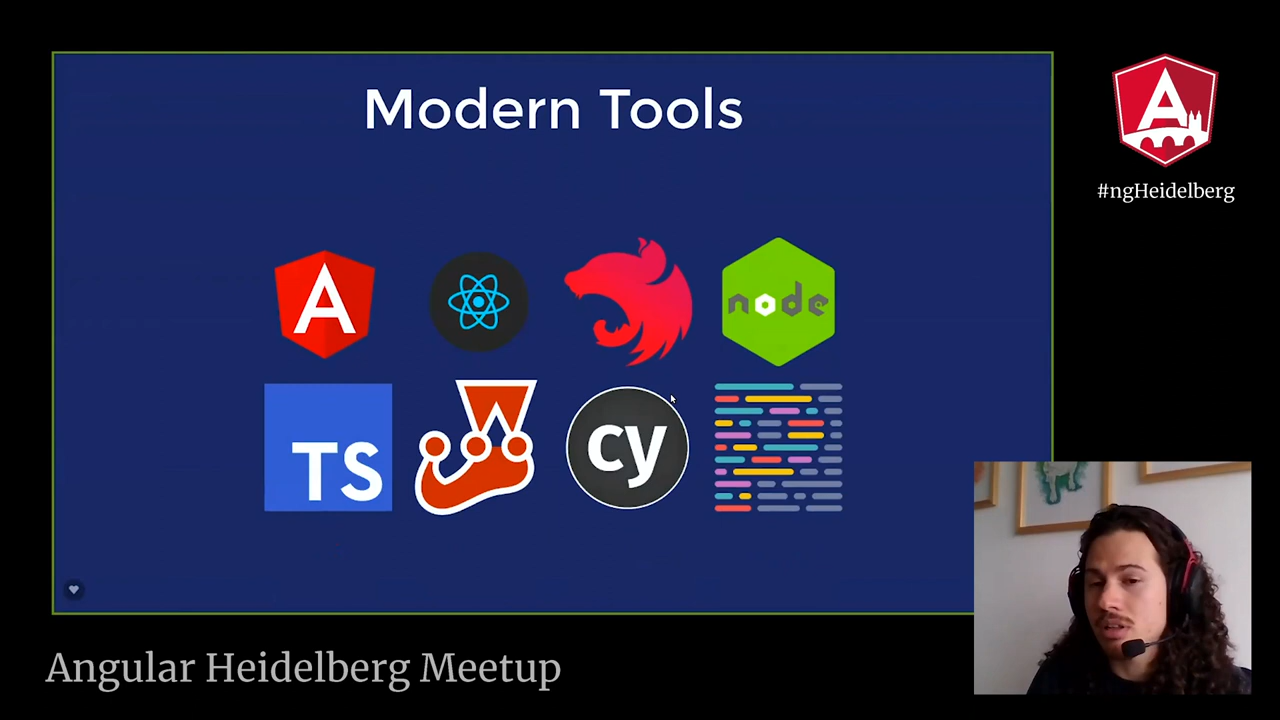 Modern Tools
A
#ngHeidelberg
A
node
TS
cy
Angular Heidelberg Meetup